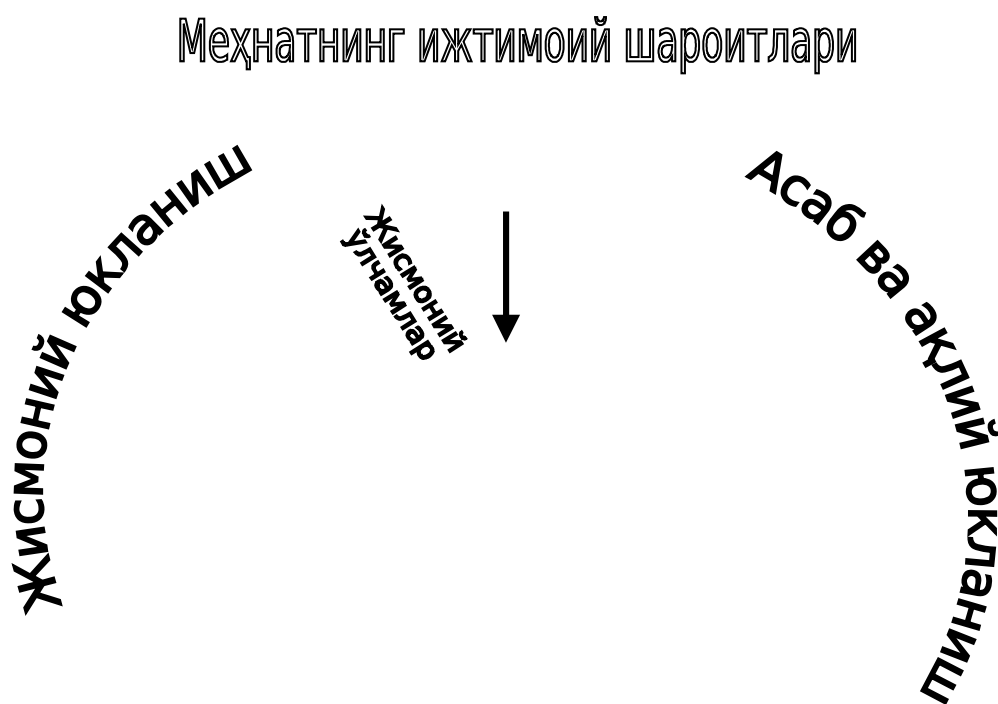 Меҳнатнинг ижтимоий шароитлари
Жисмоний юкланиш
Жисмоний
ўлчамлар
Асаб ва ақлий юкланиш